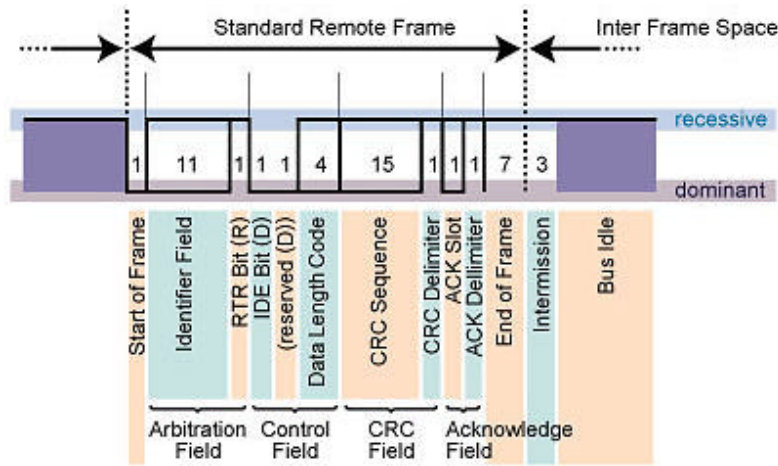 Standard Remote Frame
Inter Frame Space
recessive
1 11 1 1 1 4 15 1 1 1 7 3
dominant
Start of Frame
Identifier Field
RTR Bit (R)
IDE Bit (D)
(reserved (D))
Data Length Code
CRC Sequence
CRC Delimiter
ACK Slot
ACK Dellimiter
End of Frame
Intermission
Bus Idle
Arbitration
Field
Control
Field
CRC
Field
Acknowledge
Field